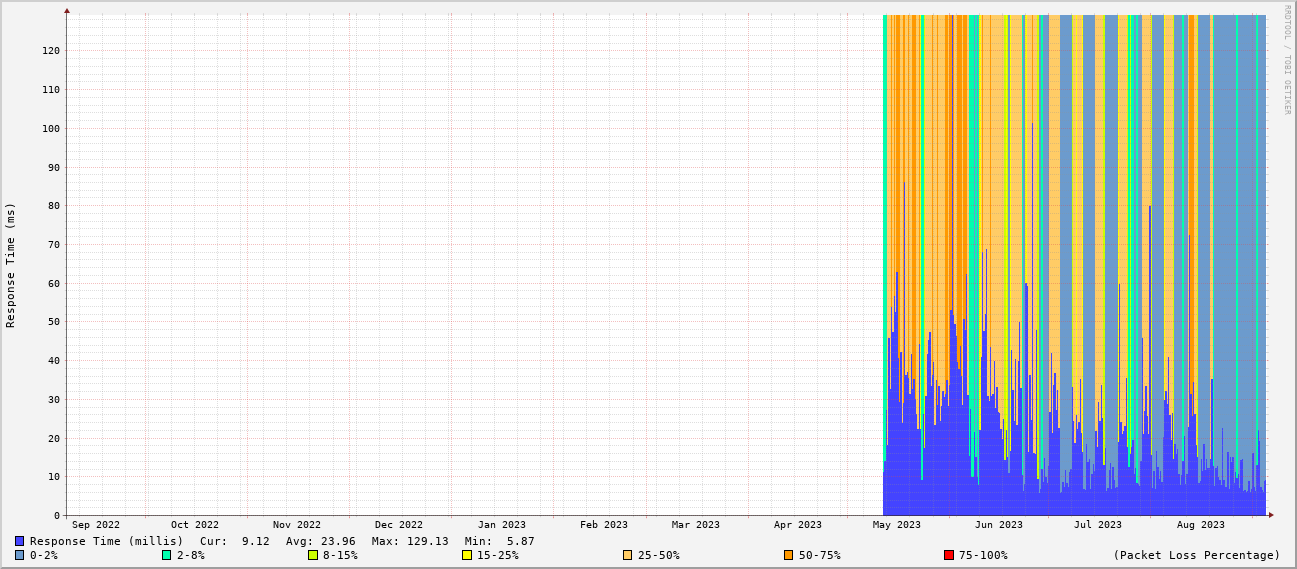 RRDTOOL / TOBI OETIKER
Response Time (ms)
120
110
100
90
80
70
60
50
40
30
20
10
0
Sep 2022 Oct 2022 Nov 2022 Dec 2022 Jan 2023 Feb 2023 Mar 2023 Apr 2023 May 2023 Jun 2023 Jul 2023 Aug 2023
Response Time (millis) Cur: 9.12 Avg: 23.96 Max: 129.13 Min: 5.87
0-2% 2-8% 8-15% 15-25% 25-50% 50-75% 75-100% (Packet Loss Percentage)